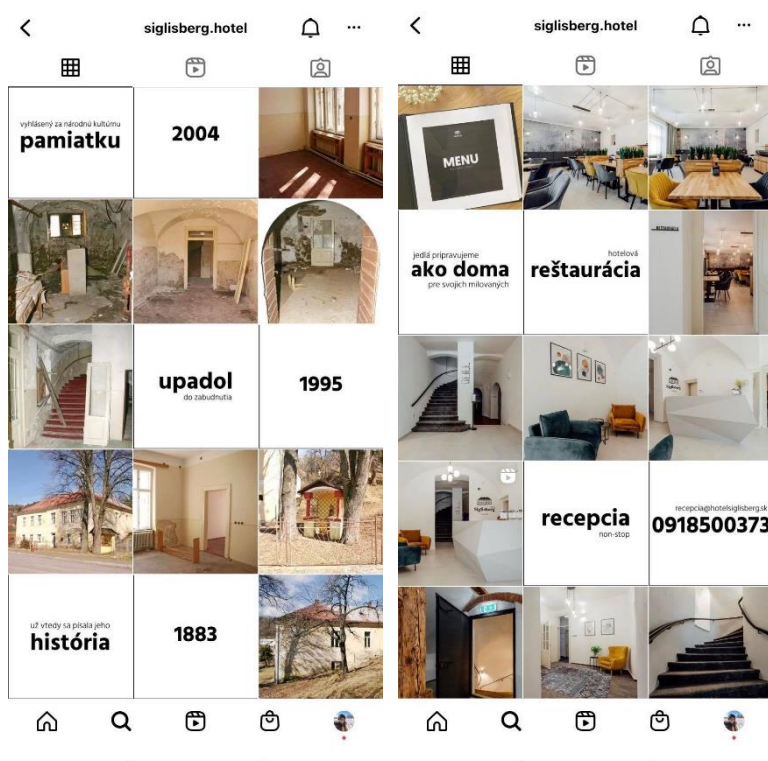 siglisberg.hotel
vyhlásený za národnú kultúrnu
pamiatku
2004
upadol
do zabudnutia
1995
už vtedy sa písala jeho
história
1883
siglisberg.hotel
MENU
jedlá pripravujeme
ako doma
pre svojich milovaných
hotelová
reštaurácia
recepcia
non-stop
recepcia@hotelsiglisberg.sk
0918500373